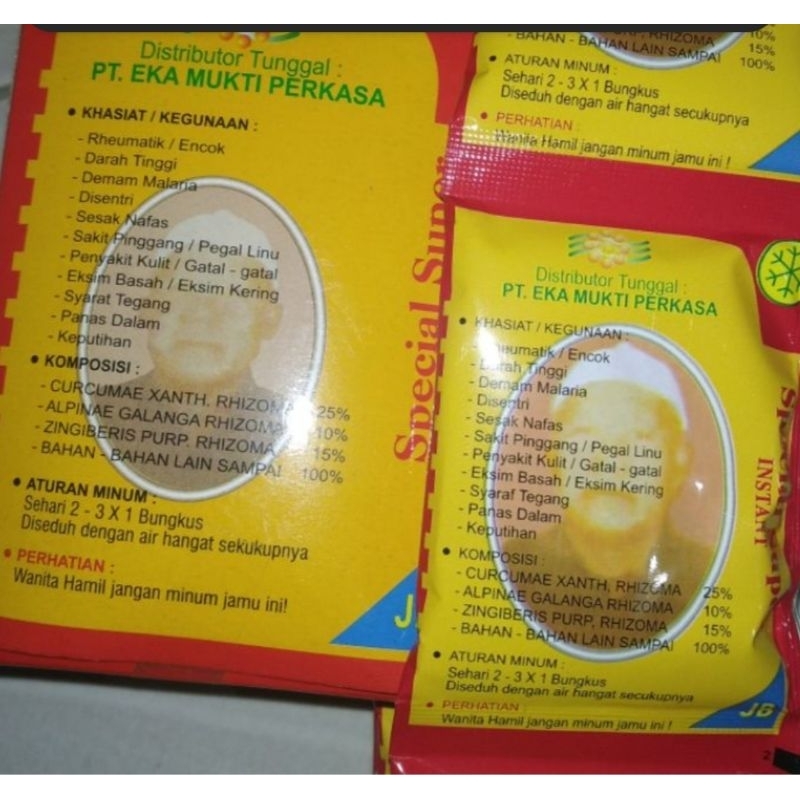 Distributor Tunggal :
PT. EKA MUKTI PERKASA
• KHASIAT / KEGUNAAN :
- Rheumatik / Encok
- Darah Tinggi
- Demam Malaria
- Disentri
- Sesak Nafas
- Sakit Pinggang / Pegal Linu
- Penyakit Kulit / Gatal - gatal
- Eksim Basah / Eksim Kering
- Syarat Tegang
- Panas Dalam
- Keputihan
• KOMPOSISI :
- CURCUMAE XANTH. RHIZOMA 25%
- ALPINAE GALANGA RHIZOMA 10%
- ZINGIBERIS PURP. RHIZOMA 15%
- BAHAN - BAHAN LAIN SAMPAI 100%
• ATURAN MINUM :
Sehari 2 - 3 X 1 Bungkus
Diseduh dengan air hangat sekukupnya
• PERHATIAN :
Wanita Hamil jangan minum jamu ini!
Special Super
RHIZOMA 10%
15%
- BAHAN - BAHAN LAIN SAMPAI 100%
• ATURAN MINUM :
Sehari 2 - 3 X 1 Bungkus
Diseduh dengan air hangat secukupnya
• PERHATIAN :
Wanita Hamil jangan minum jamu ini !
Distributor Tunggal :
PT. EKA MUKTI PERKASA
• KHASIAT / KEGUNAAN :
- Rheumatik / Encok
- Darah Tinggi
- Demam Malaria
- Disentri
- Sesak Nafas
- Sakit Pinggang / Pegal Linu
- Penyakit Kulit / Gatal - gatal
- Eksim Basah / Eksim Kering
- Syaraf Tegang
- Panas Dalam
- Keputihan
• KOMPOSISI :
- CURCUMAE XANTH, RHIZOMA 25%
- ALPINAE GALANGA RHIZOMA 10%
- ZINGIBERIS PURP, RHIZOMA 15%
- BAHAN - BAHAN LAIN SAMPAI 100%
• ATURAN MINUM :
Sehari 2 - 3 X 1 Bungkus
Diseduh dengan air hangat secukupnya
• PERHATIAN :
Wanita Hamil jangan minum jamu ini !
JB
INSTANT
2